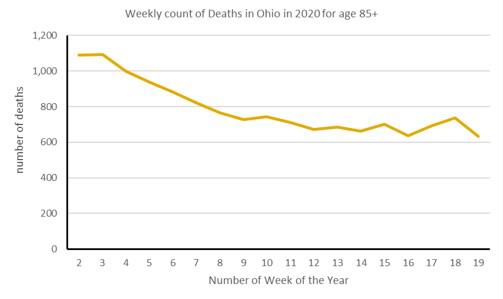 Weekly count of Deaths in Ohio in 2020 for age 85+
1,200
1,000
800
600
400
200
0
number of deaths
2 3 4 5 6 7 8 9 10 11 12 13 14 15 16 17 18 19
Number of Week of the Year